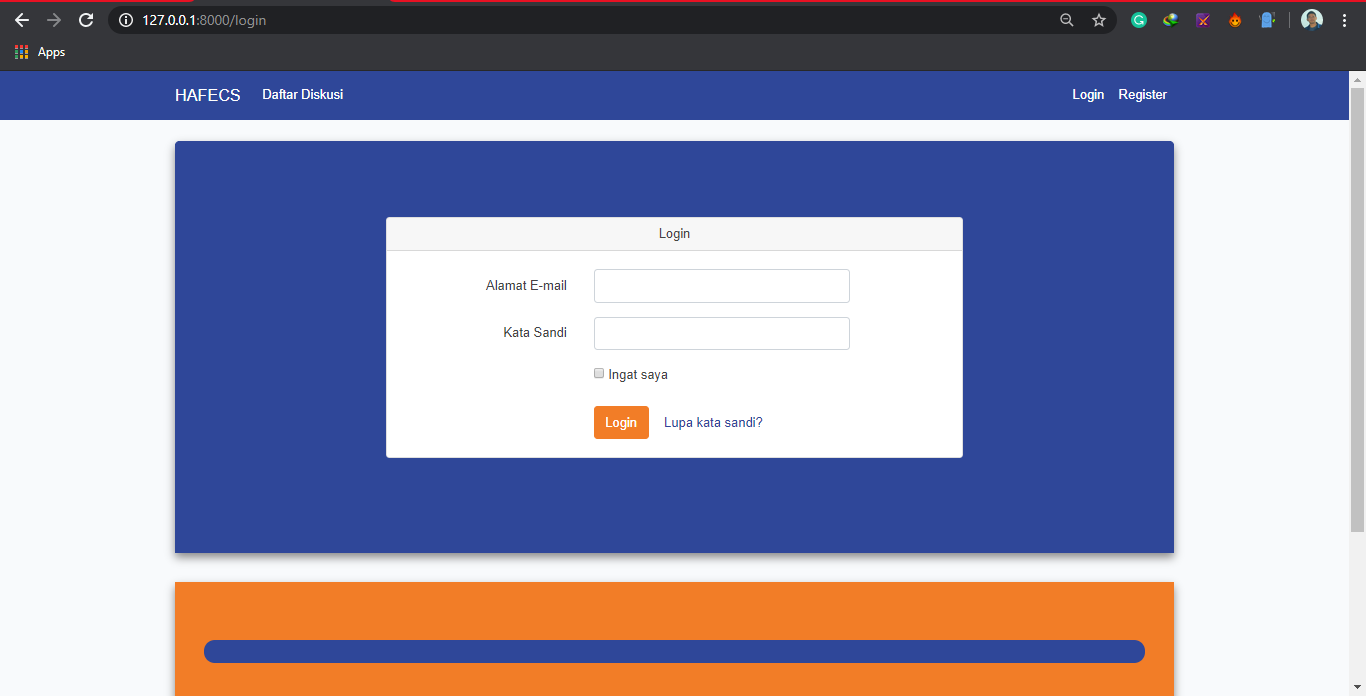 127.0.0.1:8000/login
Apps
HAFECS Daftar Diskusi Login Register
Login
Alamat E-mail
Kata Sandi
Ingat saya
Login Lupa kata sandi?